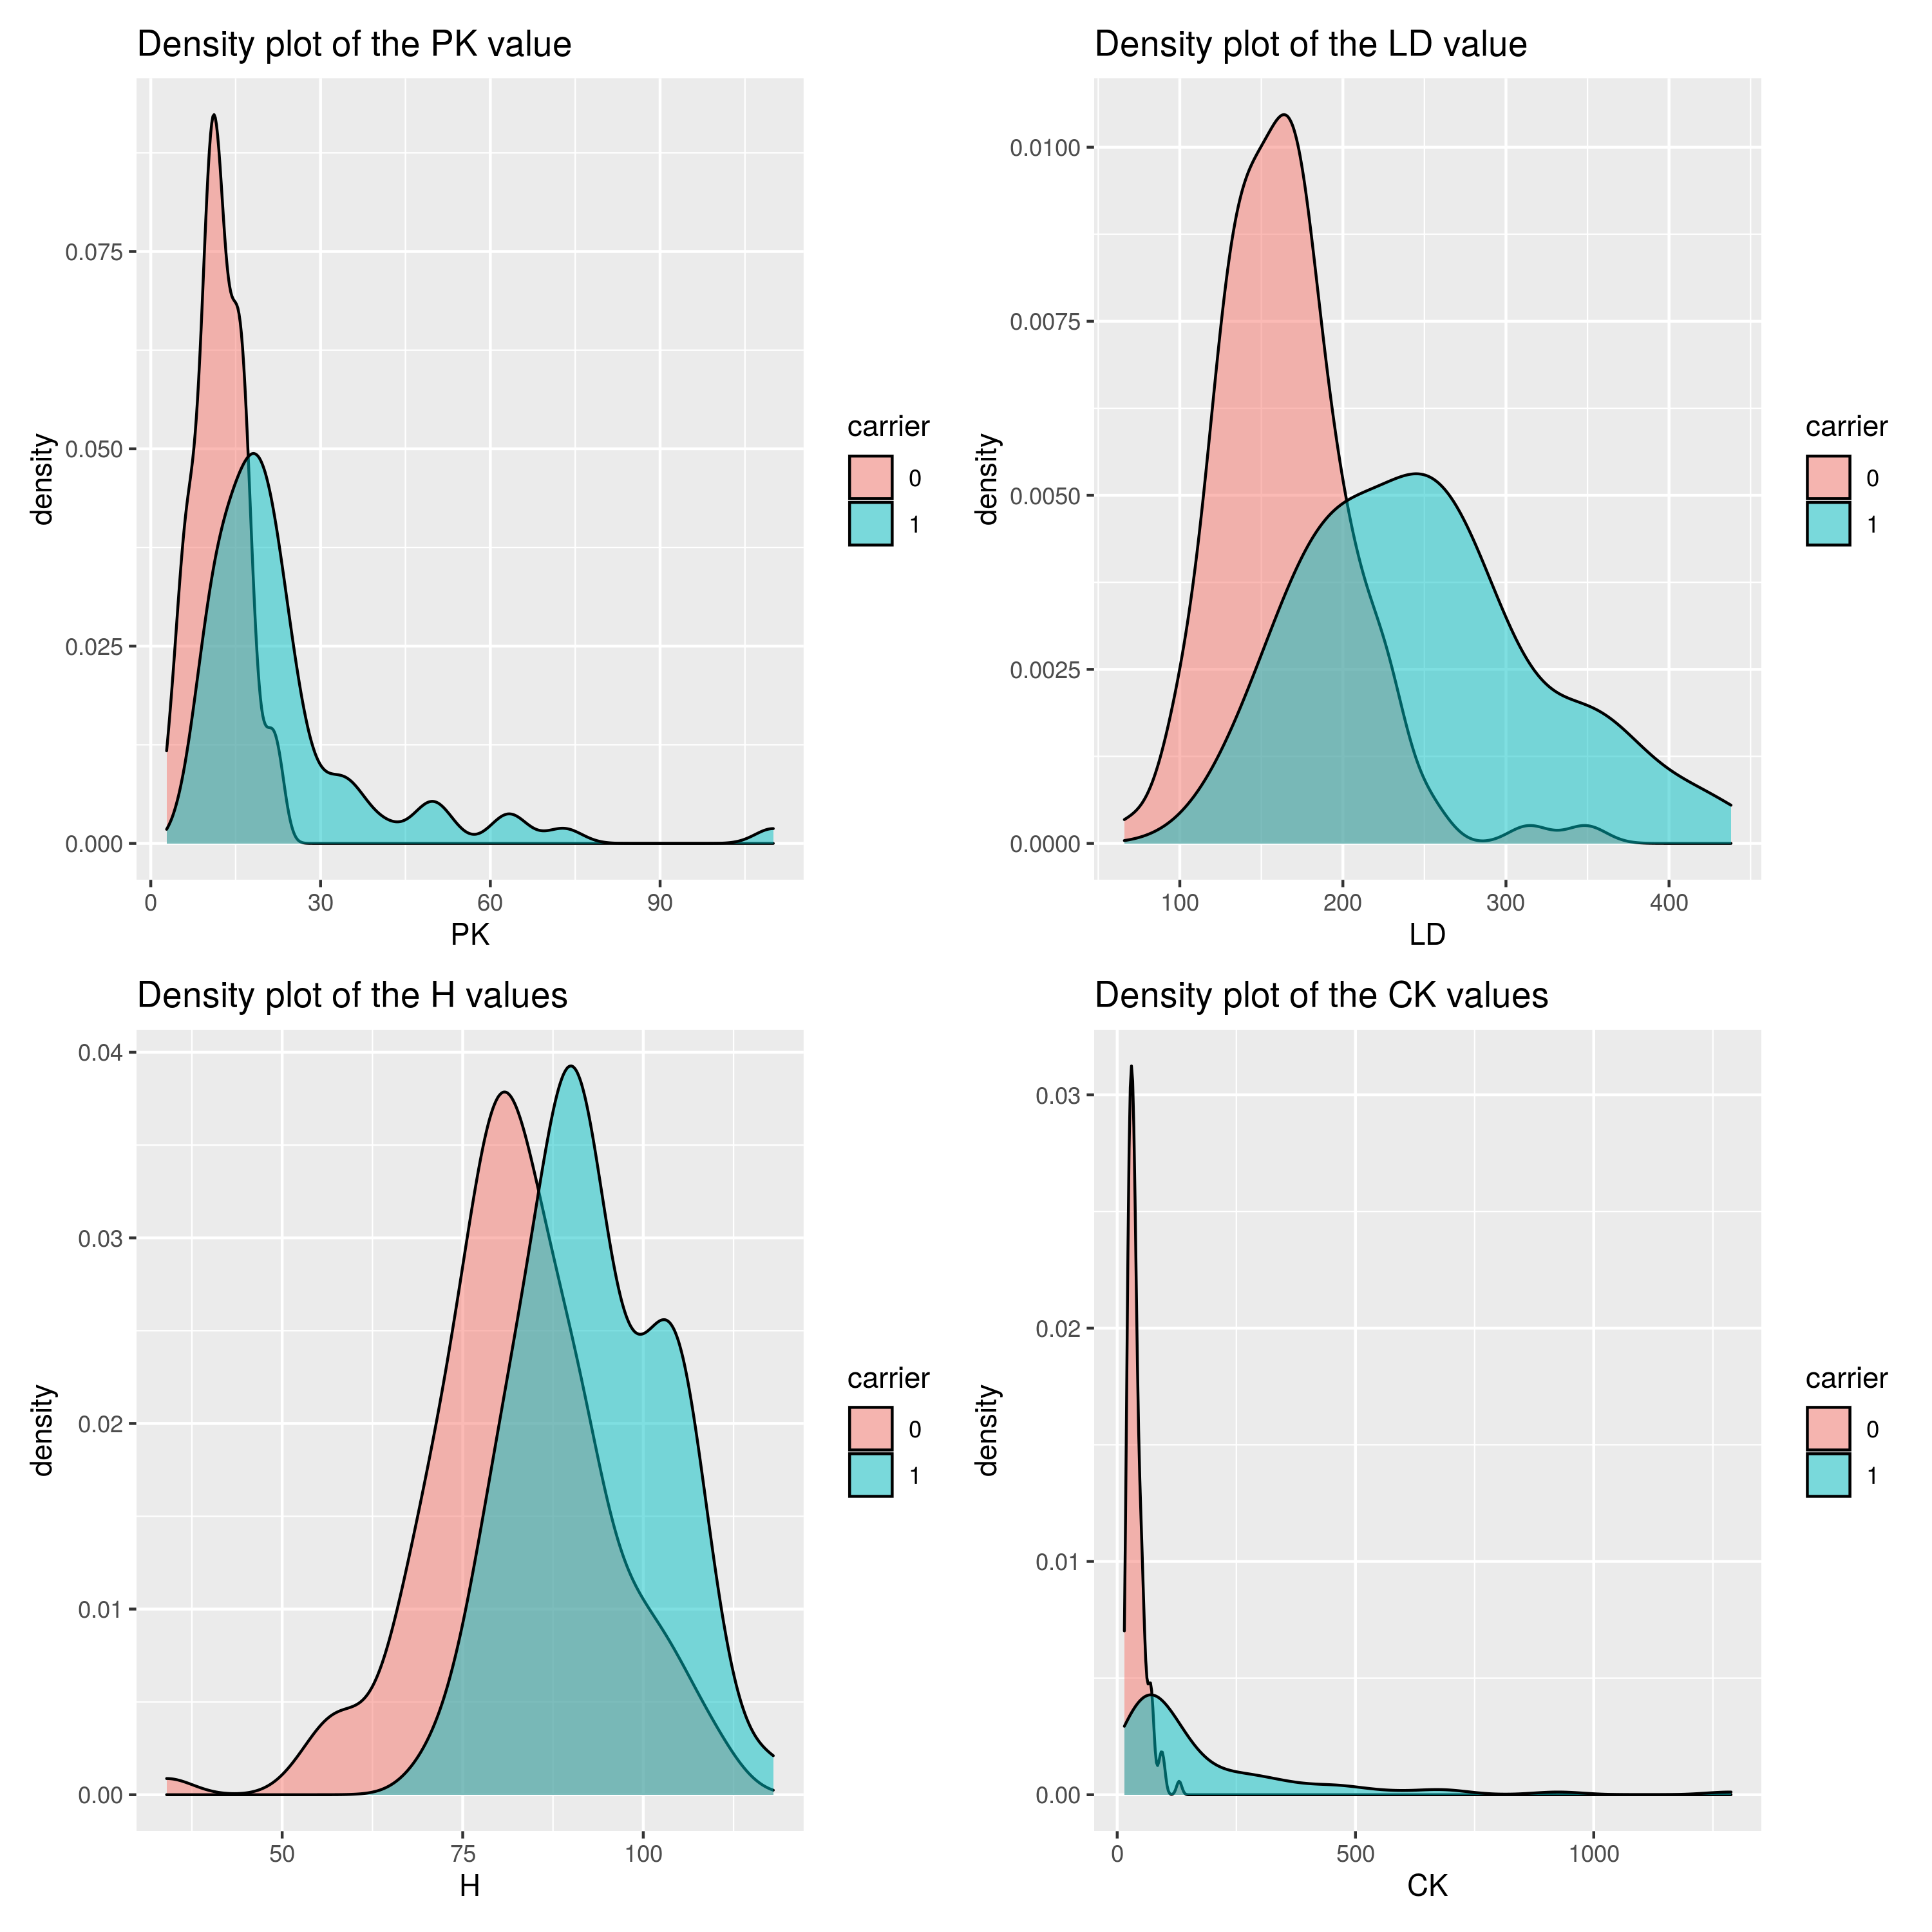 Density plot of the PK value
density
0.075
0.050
0.025
0.000
0 30 60 90
PK
carrier
0
1
Density plot of the LD value
density
0.0100
0.0075
0.0050
0.0025
0.0000
100 200 300 400
LD
carrier
0
1
Density plot of the H values
density
0.04
0.03
0.02
0.01
0.00
50 75 100
H
carrier
0
1
Density plot of the CK values
density
0.03
0.02
0.01
0.00
0 500 1000
CK
carrier
0
1